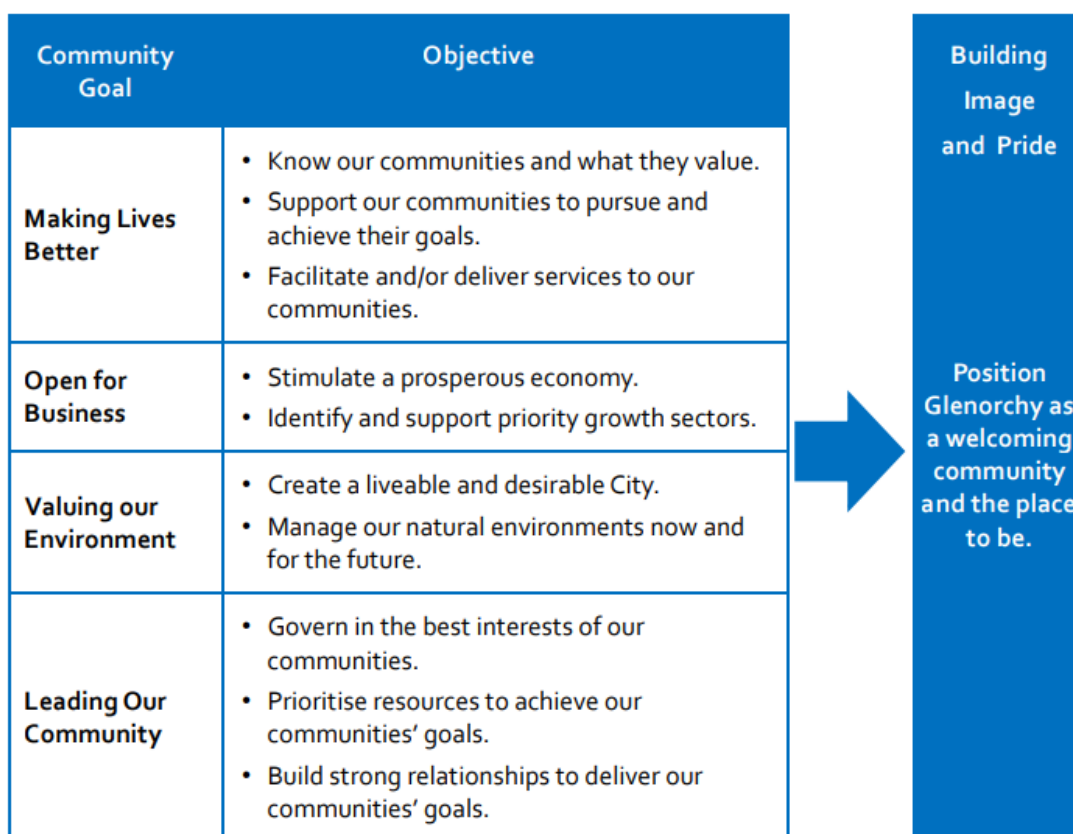 Community
Goal
Objective
Making Lives
Better
• Know our communities and what they value.
• Support our communities to pursue and
achieve their goals.
• Facilitate and/or deliver services to our
communities.
Open for
Business
• Stimulate a prosperous economy.
• Identify and support priority growth sectors.
Valuing our
Environment
• Create a liveable and desirable City.
• Manage our natural environments now and
for the future.
Leading Our
Community
• Govern in the best interests of our
communities.
• Prioritise resources to achieve our
communities’ goals.
• Build strong relationships to deliver our
communities’ goals.
Building
Image
and Pride
Position
Glenorchy as
a welcoming
community
and the place
to be.